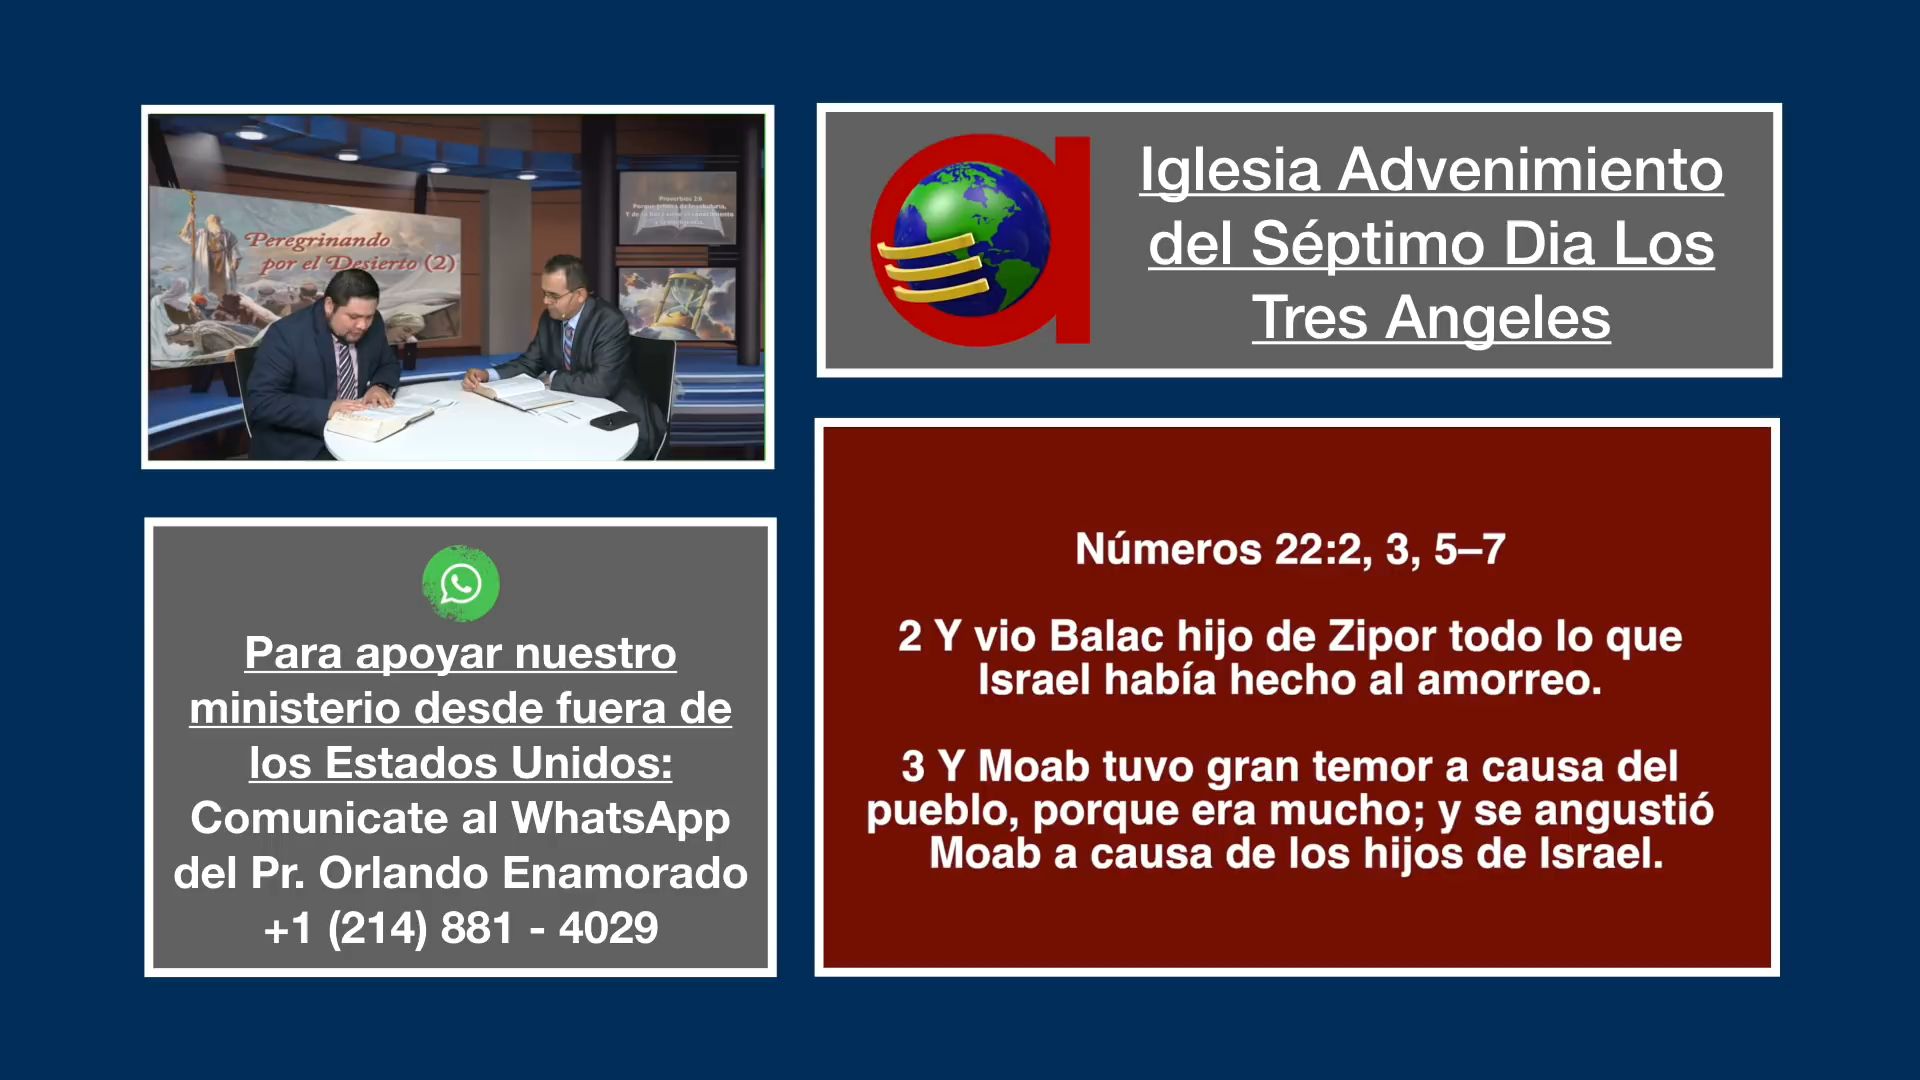 Peregrinando
por el Desierto (2)
Proverbios 2:6
Iglesia Advenimiento
del Séptimo Dia Los
Tres Angeles
Para apoyar nuestro
ministerio desde fuera de
los Estados Unidos:
Comunicate al WhatsApp
del Pr. Orlando Enamorado
+1 (214) 881 - 4029
Números 22:2, 3, 5–7
2 Y vio Balac hijo de Zipor todo lo que
Israel había hecho al amorreo.
3 Y Moab tuvo gran temor a causa del
pueblo, porque era mucho; y se angustió
Moab a causa de los hijos de Israel.